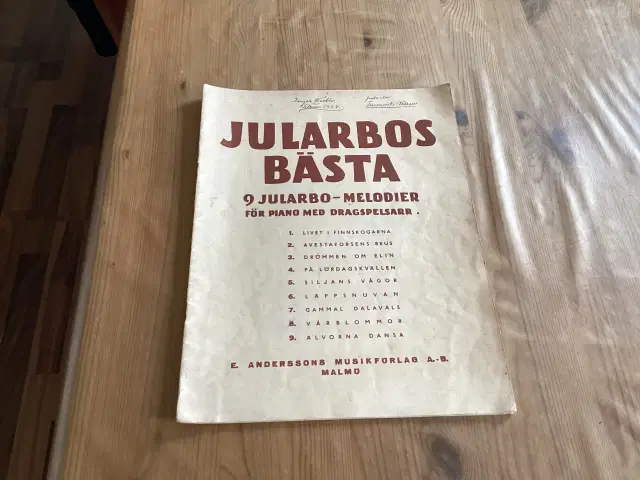 JULARBOS
BÄSTA
9 JULARBO-MELODIER
FÖR PIANO MED DRAGSPELSARR.
1. LIVET I FINNSKOGARNA
2. AVESTAFORSENS BRUS
3. DRÖMMEN OM ELIN
4. PÅ LÖRDAGSKVÄLLEN
5. SILJANS VÅGOR
6. LAPPSNUVAN
7. GAMMAL DALAVALS
8. VÅRBLOMMOR
9. ALVORNA DANSA
E. ANDERSSONS MUSIKFÖRLAG A.-B.
MALMÖ